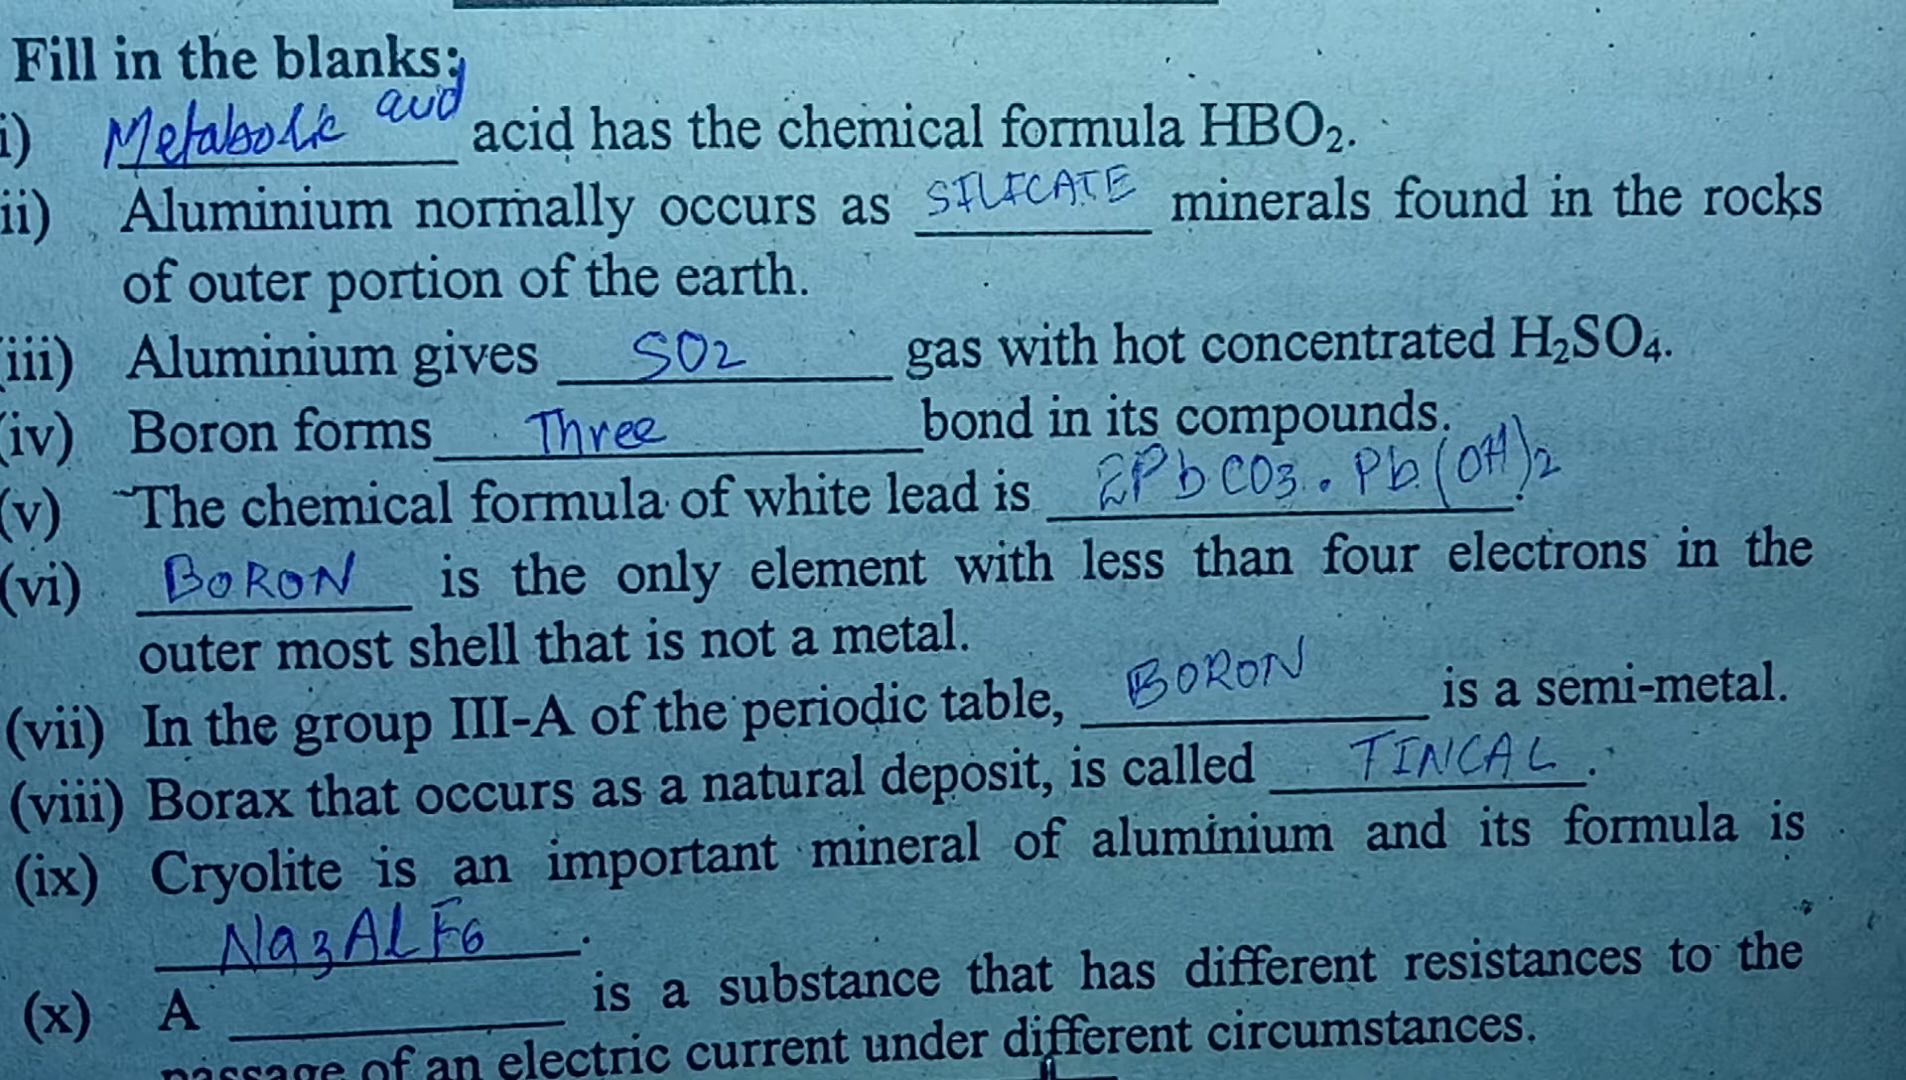 Fill in the blanks:
i) Metabolic acid acid has the chemical formula HBO₂.
ii) Aluminium normally occurs as SILICATE minerals found in the rocks
of outer portion of the earth.
iii) Aluminium gives SO2 gas with hot concentrated H₂SO₄.
(iv) Boron forms Three bond in its compounds.
(v) The chemical formula of white lead is 2PbCO3. Pb(OH)2.
(vi) BORON is the only element with less than four electrons in the
outer most shell that is not a metal.
(vii) In the group III-A of the periodic table, BORON is a semi-metal.
(viii) Borax that occurs as a natural deposit, is called TINCAL.
(ix) Cryolite is an important mineral of aluminium and its formula is
Na3ALF6.
(x) A ________ is a substance that has different resistances to the
passage of an electric current under different circumstances.